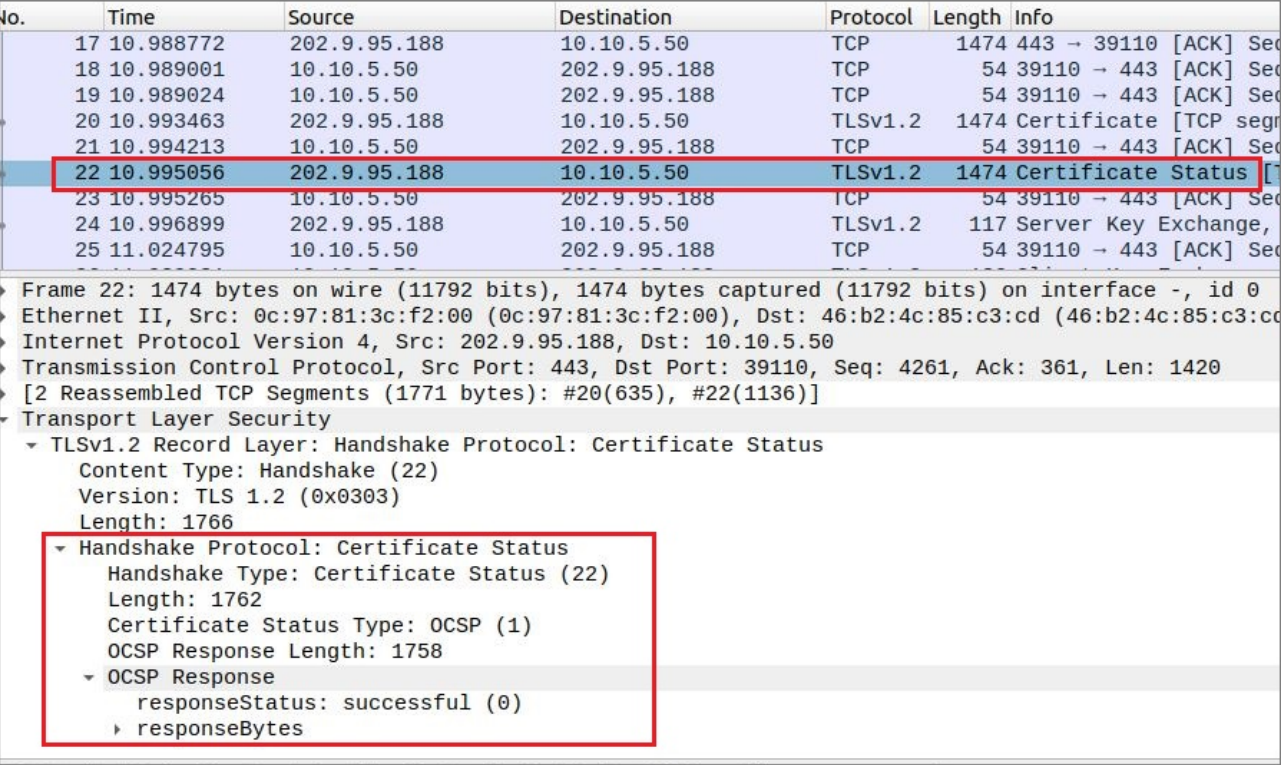 No. Time Source Destination Protocol Length Info
17 10.988772 202.9.95.188 10.10.5.50 TCP 1474 443 → 39110 [ACK] Seq
18 10.989001 10.10.5.50 202.9.95.188 TCP 54 39110 → 443 [ACK] Seq
19 10.989024 10.10.5.50 202.9.95.188 TCP 54 39110 → 443 [ACK] Seq
20 10.993463 202.9.95.188 10.10.5.50 TLSv1.2 1474 Certificate [TCP segm
21 10.994213 10.10.5.50 202.9.95.188 TCP 54 39110 → 443 [ACK] Seq
22 10.995056 202.9.95.188 10.10.5.50 TLSv1.2 1474 Certificate Status [T
23 10.995265 10.10.5.50 202.9.95.188 TCP 54 39110 → 443 [ACK] Seq
24 10.996899 202.9.95.188 10.10.5.50 TLSv1.2 117 Server Key Exchange,
25 11.024795 10.10.5.50 202.9.95.188 TCP 54 39110 → 443 [ACK] Seq
Frame 22: 1474 bytes on wire (11792 bits), 1474 bytes captured (11792 bits) on interface -, id 0
Ethernet II, Src: 0c:97:81:3c:f2:00 (0c:97:81:3c:f2:00), Dst: 46:b2:4c:85:c3:cd (46:b2:4c:85:c3:cd
Internet Protocol Version 4, Src: 202.9.95.188, Dst: 10.10.5.50
Transmission Control Protocol, Src Port: 443, Dst Port: 39110, Seq: 4261, Ack: 361, Len: 1420
[2 Reassembled TCP Segments (1771 bytes): #20(635), #22(1136)]
Transport Layer Security
TLSv1.2 Record Layer: Handshake Protocol: Certificate Status
Content Type: Handshake (22)
Version: TLS 1.2 (0x0303)
Length: 1766
Handshake Protocol: Certificate Status
Handshake Type: Certificate Status (22)
Length: 1762
Certificate Status Type: OCSP (1)
OCSP Response Length: 1758
OCSP Response
responseStatus: successful (0)
responseBytes